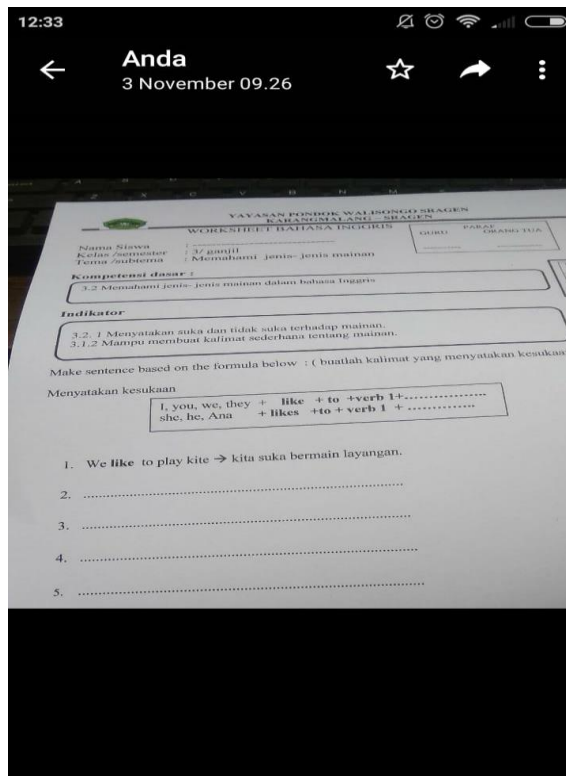 12:33
Anda
3 November 09.26
YAYASAN PONDOK WALISONGO SRAGEN
KARANGMALANG SRAGEN
WORKSHEET BAHASA INGGRIS
GURU PARAF ORANG TUA
Nama Siswa :
Kelas /semester : 3/ ganjil
Tema /subtema : Memahami jenis- jenis mainan
Kompetensi dasar :
3.2 Memahami jenis- jenis mainan dalam bahasa Inggris
Indikator
3.2. 1 Menyatakan suka dan tidak suka terhadap mainan.
3.1.2 Mampu membuat kalimat sederhana tentang mainan.
Make sentence based on the formula below : ( buatlah kalimat yang menyatakan kesukaa
Menyatakan kesukaan
I, you, we, they + like + to +verb 1+..................
she, he, Ana + likes +to + verb 1 + ...............
1. We like to play kite → kita suka bermain layangan.
2. ......................................................
3. ......................................................
4. ......................................................
5. ......................................................